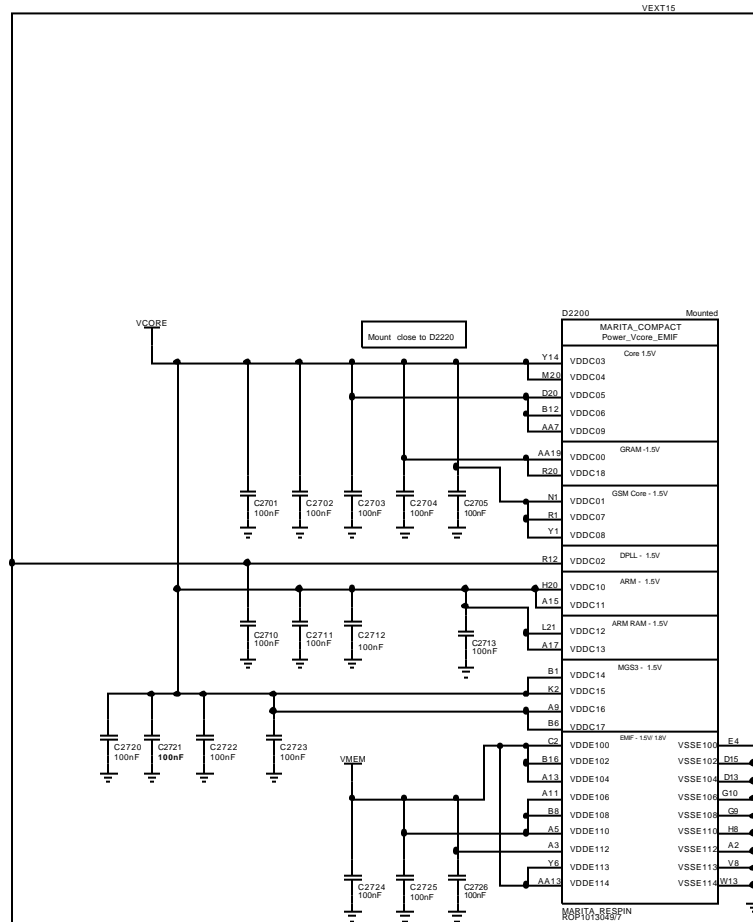 VEXT15
D2200 Mounted
VCORE
Mount close to D2220
MARITA_COMPACT
Power_Vcore_EMIF
Core 1.5V
Y14 VDDC03
M20 VDDC04
D20 VDDC05
B12 VDDC06
AA7 VDDC09
GRAM -1.5V
AA19 VDDC00
R20 VDDC18
GSM Core - 1.5V
C2701 C2702 C2703 C2704 C2705
100nF 100nF 100nF 100nF 100nF
N1 VDDC01
R1 VDDC07
Y1 VDDC08
DPLL - 1.5V
R12 VDDC02
ARM - 1.5V
H20 VDDC10
A15 VDDC11
ARM RAM - 1.5V
L21 VDDC12
A17 VDDC13
C2710 C2711 C2712 C2713
100nF 100nF 100nF 100nF
MGS3 - 1.5V
B1 VDDC14
K2 VDDC15
A9 VDDC16
B6 VDDC17
C2720 C2721 C2722 C2723
100nF 100nF 100nF 100nF
VMEM
EMIF - 1.5V/ 1.8V
C2 VDDE100 VSSE100 E4
B16 VDDE102 VSSE102 D15
A13 VDDE104 VSSE104 D13
A11 VDDE106 VSSE106 G10
B8 VDDE108 VSSE108 G9
A5 VDDE110 VSSE110 H8
A3 VDDE112 VSSE112 A2
Y6 VDDE113 VSSE113 V8
AA13 VDDE114 VSSE114 W13
C2724 C2725 C2726
100nF 100nF 100nF
MARITA_RESPIN
ROP1013049/7